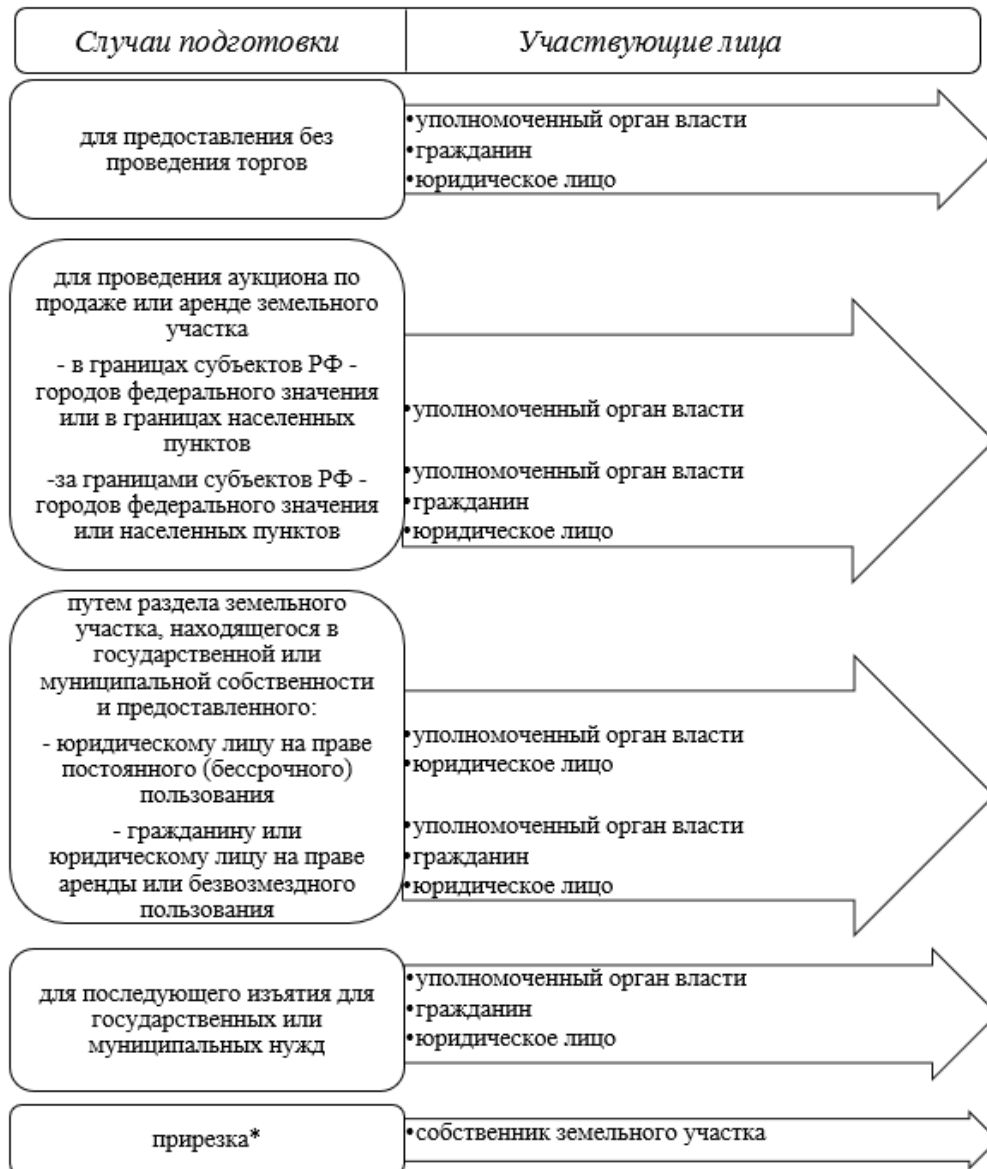 Случаи подготовки
Участвующие лица
для предоставления без
проведения торгов
•уполномоченный орган власти
•гражданин
•юридическое лицо
для проведения аукциона по
продаже или аренде земельного
участка
- в границах субъектов РФ -
городов федерального значения
или в границах населенных
пунктов
-за границами субъектов РФ -
городов федерального значения
или населенных пунктов
•уполномоченный орган власти
•уполномоченный орган власти
•гражданин
•юридическое лицо
путем раздела земельного
участка, находящегося в
государственной или
муниципальной собственности
и предоставленного:
- юридическому лицу на праве
постоянного (бессрочного)
пользования
- гражданину или
юридическому лицу на праве
аренды или безвозмездного
пользования
•уполномоченный орган власти
•юридическое лицо
•уполномоченный орган власти
•гражданин
•юридическое лицо
для последующего изъятия для
государственных или
муниципальных нужд
•уполномоченный орган власти
•гражданин
•юридическое лицо
прирезка*
•собственник земельного участка